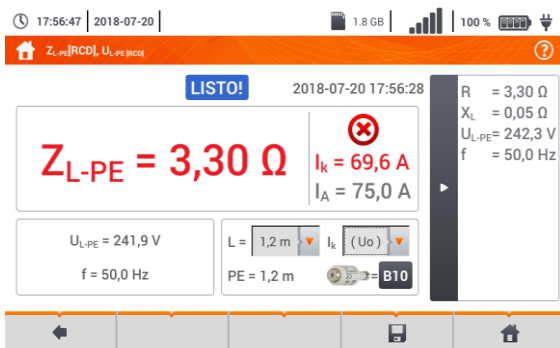 17:56:47 2018-07-20 1.8 GB 100 %
ZL-PE[RCD], UL-PE [RCD] ?
LISTO! 2018-07-20 17:56:28
ZL-PE = 3,30 Ω
Ik = 69,6 A
IA = 75,0 A
UL-PE = 241,9 V
f = 50,0 Hz
L = 1,2 m Ik (Uo)
PE = 1,2 m = B10
R = 3,30 Ω
XL = 0,05 Ω
UL-PE= 242,3 V
f = 50,0 Hz